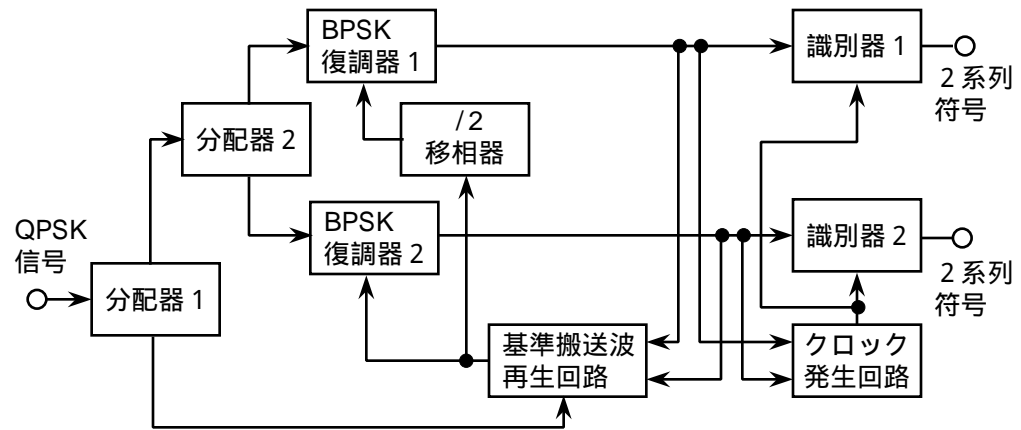 BPSK
復調器 1
識別器 1
2 系列
符号
/2
移相器
分配器 2
BPSK
復調器 2
識別器 2
2 系列
符号
QPSK
信号
分配器 1
基準搬送波
再生回路
クロック
発生回路